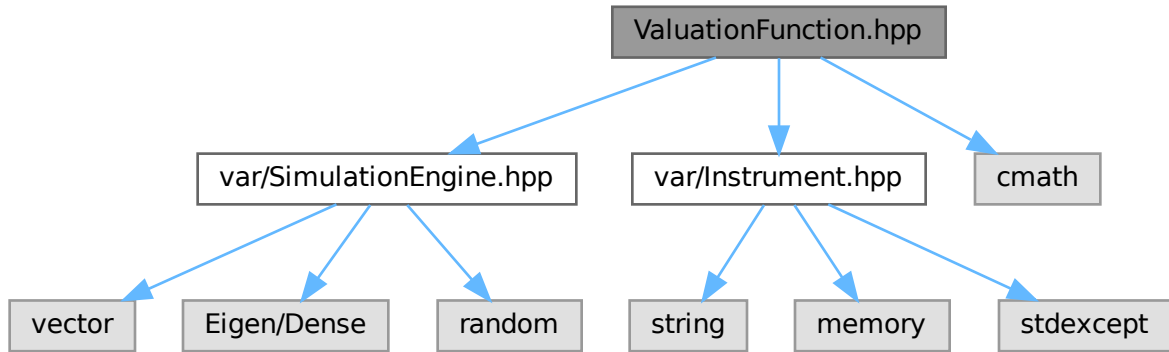 ValuationFunction.hpp
var/SimulationEngine.hpp
var/Instrument.hpp
cmath
vector
Eigen/Dense
random
string
memory
stdexcept